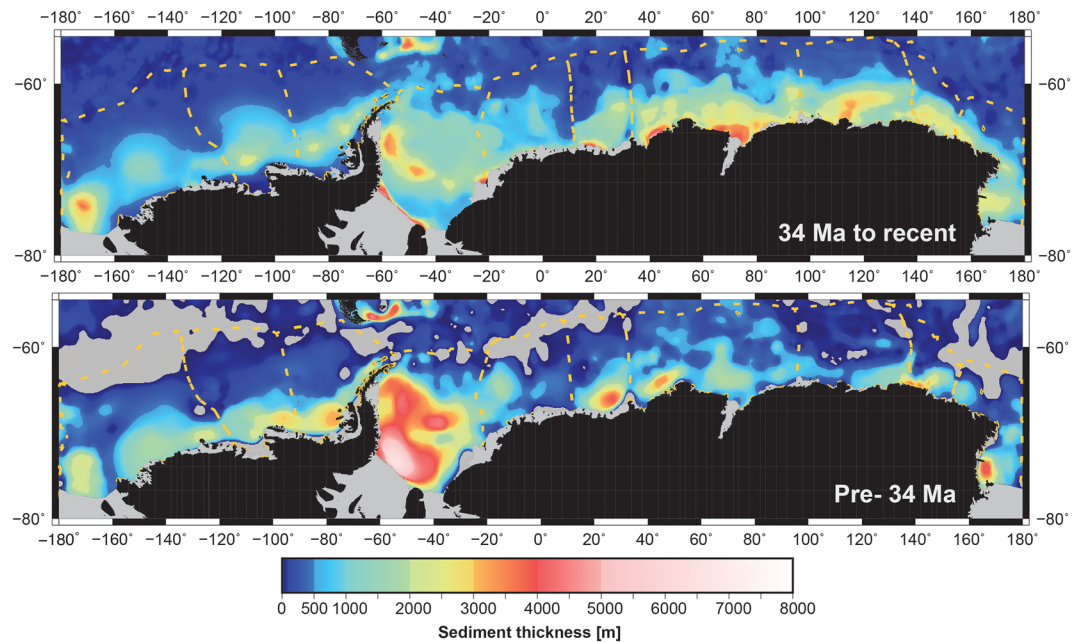 −180 −160 −140 −120 −100 −80 −60 −40 −20 0° 20 40 60 80° 100° 120° 140° 160° 180°
−60° −60°
34 Ma to recent
−80° −80°
−180 −160 −140 −120 −100 −80 −60 −40 −20 0° 20 40 60 80° 100° 120° 140° 160° 180°
−60° −60°
Pre- 34 Ma
−80° −80°
−180° −160° −140° −120° −100° −80° −60° −40° −20° 0° 20° 40° 60° 80° 100° 120° 140° 160° 180°
0 500 1000 2000 3000 4000 5000 6000 7000 8000
Sediment thickness [m]